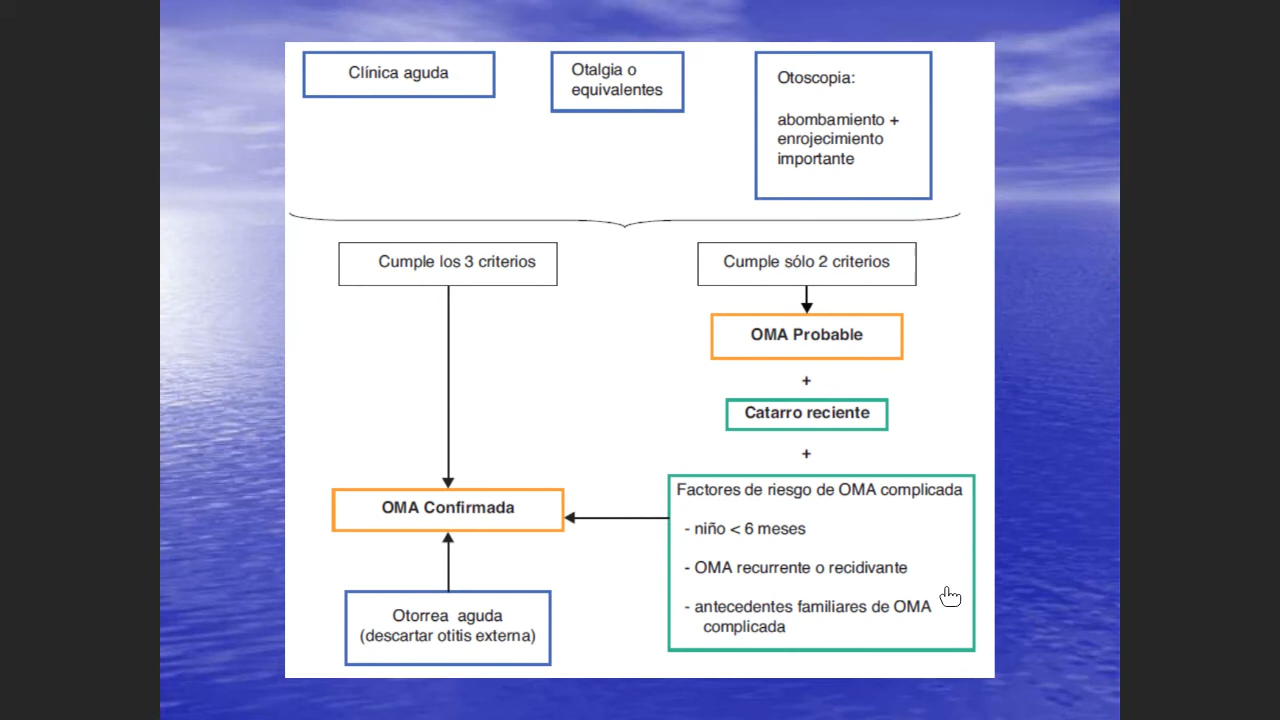 Clínica aguda
Otalgia o
equivalentes
Otoscopia:
abombamiento +
enrojecimiento
importante
Cumple los 3 criterios
Cumple sólo 2 criterios
OMA Probable
+
Catarro reciente
+
Factores de riesgo de OMA complicada
- niño < 6 meses
- OMA recurrente o recidivante
- antecedentes familiares de OMA
complicada
OMA Confirmada
Otorrea aguda
(descartar otitis externa)